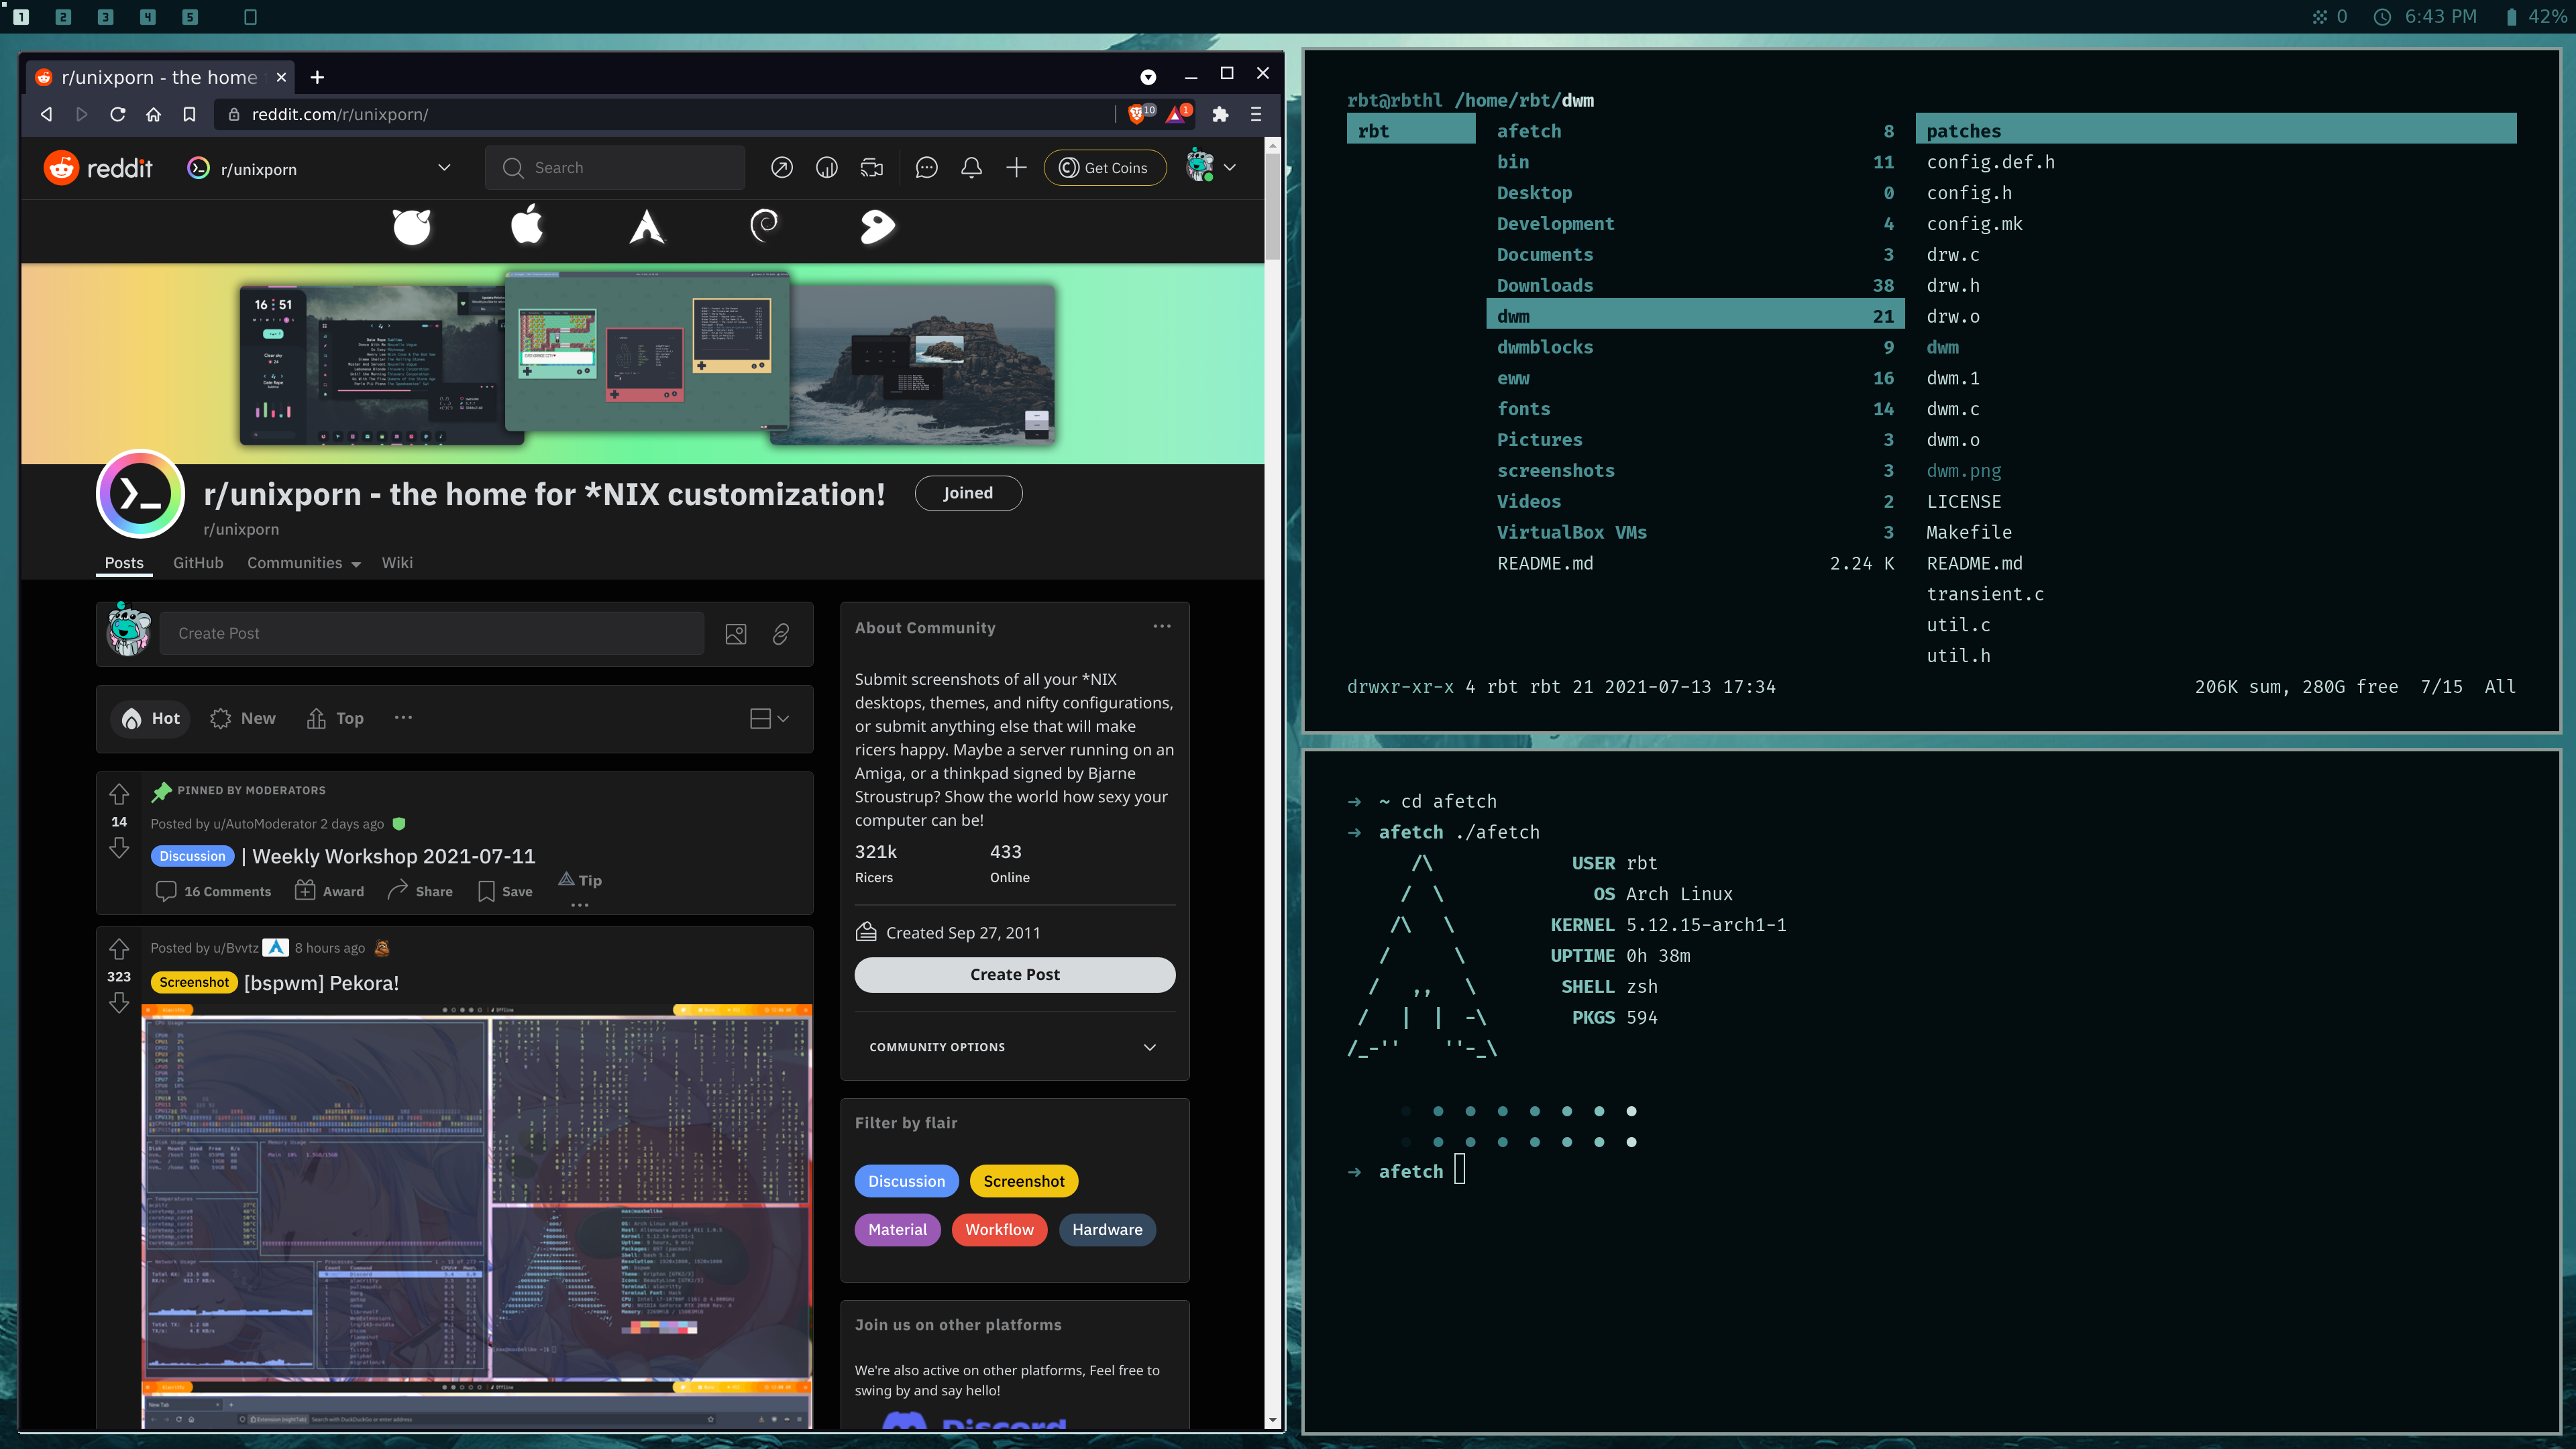 1 2 3 4 5
0 6:43 PM 42%
r/unixporn - the home
reddit.com/r/unixporn/
10 1
reddit r/unixporn Search Get Coins
16 51
r/unixporn - the home for *NIX customization! Joined
r/unixporn
Posts GitHub Communities Wiki
Create Post
Hot New Top
PINNED BY MODERATORS
14
Posted by u/AutoModerator 2 days ago
Discussion | Weekly Workshop 2021-07-11
16 Comments Award Share Save Tip
Posted by u/Bvvtz 8 hours ago
323
Screenshot [bspwm] Pekora!
About Community
Submit screenshots of all your *NIX
desktops, themes, and nifty configurations,
or submit anything else that will make
ricers happy. Maybe a server running on an
Amiga, or a thinkpad signed by Bjarne
Stroustrup? Show the world how sexy your
computer can be!
321k 433
Ricers Online
Created Sep 27, 2011
Create Post
COMMUNITY OPTIONS
Filter by flair
Discussion Screenshot
Material Workflow Hardware
Join us on other platforms
We're also active on other platforms, Feel free to
swing by and say hello!
Discord
rbt@rbthl /home/rbt/dwm
rbt afetch 8 patches
bin 11 config.def.h
Desktop 0 config.h
Development 4 config.mk
Documents 3 drw.c
Downloads 38 drw.h
dwm 21 drw.o
dwmblocks 9 dwm
eww 16 dwm.1
fonts 14 dwm.c
Pictures 3 dwm.o
screenshots 3 dwm.png
Videos 2 LICENSE
VirtualBox VMs 3 Makefile
README.md 2.24 K README.md
transient.c
util.c
util.h
drwxr-xr-x 4 rbt rbt 21 2021-07-13 17:34 206K sum, 280G free 7/15 All
➜ ~ cd afetch
➜ afetch ./afetch
/\ USER rbt
/ \ OS Arch Linux
/\ \ KERNEL 5.12.15-arch1-1
/ \ UPTIME 0h 38m
/ ,, \ SHELL zsh
/ | | -\ PKGS 594
/_-'' ''-_\
➜ afetch